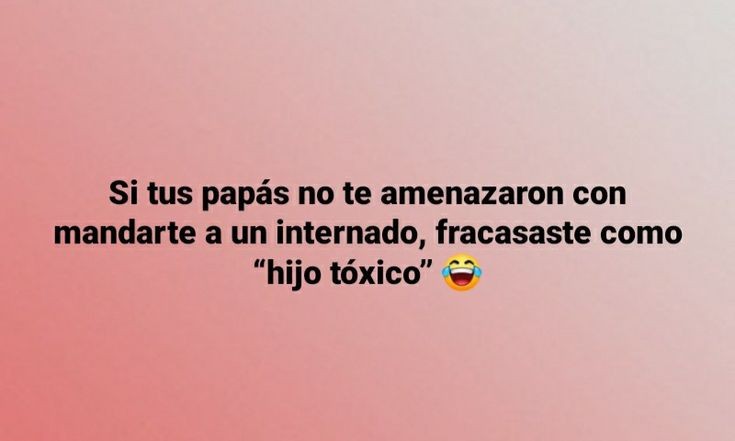 Si tus papás no te amenazaron con
mandarte a un internado, fracasaste como
“hijo tóxico” 😂